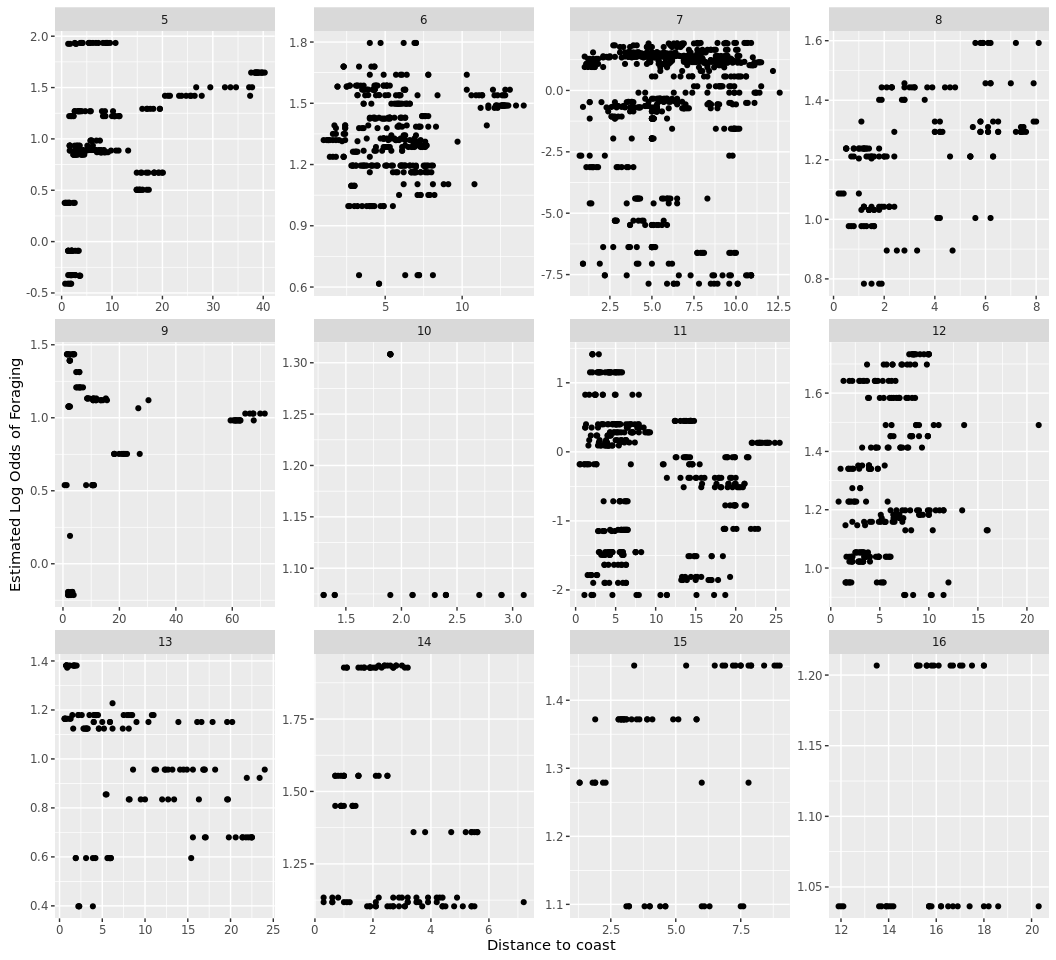 5 6 7 8
2.0 1.8 0.0 1.6
1.5 1.5 -2.5 1.4
1.0 1.2 -5.0 1.2
0.5 0.9 -7.5 1.0
0.0 0.6 0.8
-0.5
0 10 20 30 40 5 10 2.5 5.0 7.5 10.0 12.5 0 2 4 6 8
9 10 11 12
1.5 1.30 1 1.6
1.0 1.25 0 1.4
0.5 1.20 -1 1.2
0.0 1.15 -2 1.0
1.10
0 20 40 60 1.5 2.0 2.5 3.0 0 5 10 15 20 25 0 5 10 15 20
Estimated Log Odds of Foraging
13 14 15 16
1.4 1.75 1.4 1.20
1.2 1.50 1.3 1.15
1.0 1.25 1.2 1.10
0.8 1.1 1.05
0.6
0.4
0 5 10 15 20 25 0 2 4 6 2.5 5.0 7.5 12 14 16 18 20
Distance to coast